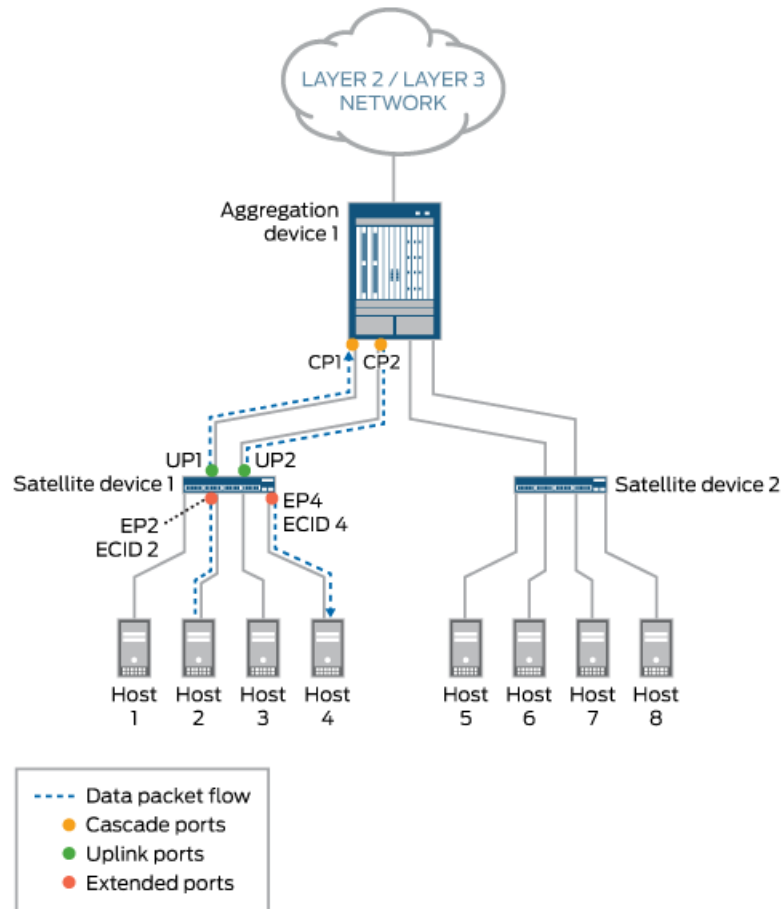 LAYER 2 / LAYER 3
NETWORK
Aggregation
device 1
CP1
CP2
UP1
UP2
Satellite device 1
Satellite device 2
EP2
ECID 2
EP4
ECID 4
Host
1
Host
2
Host
3
Host
4
Host
5
Host
6
Host
7
Host
8
Data packet flow
Cascade ports
Uplink ports
Extended ports